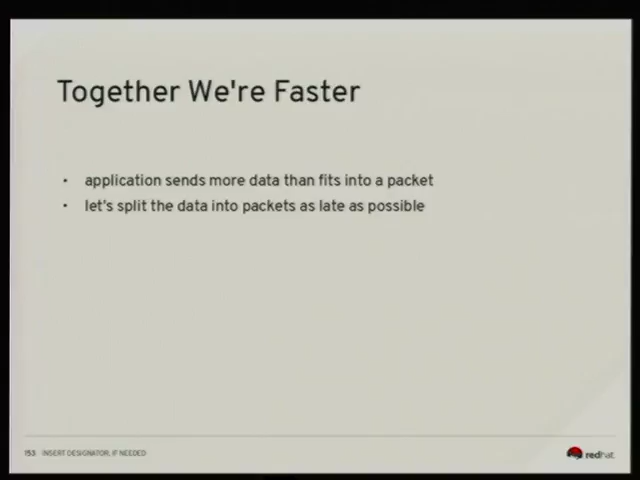 Together We're Faster
• application sends more data than fits into a packet
• let's split the data into packets as late as possible
153 INSERT DESIGNATOR, IF NEEDED
redhat.